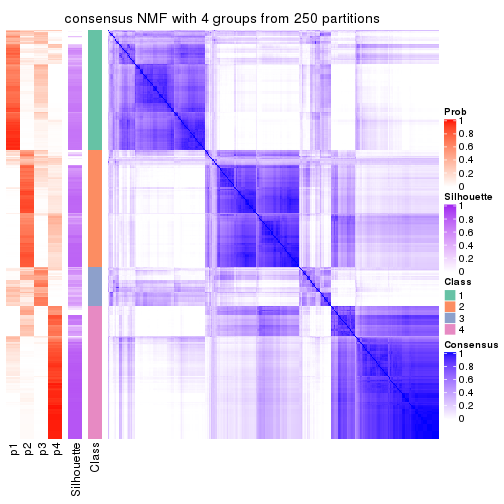 consensus NMF with 4 groups from 250 partitions
p1
p2
p3
p4
Silhouette
Class
Prob
1
0.8
0.6
0.4
0.2
0
Silhouette
1
0.8
0.6
0.4
0.2
0
Class
1
2
3
4
Consensus
1
0.8
0.6
0.4
0.2
0